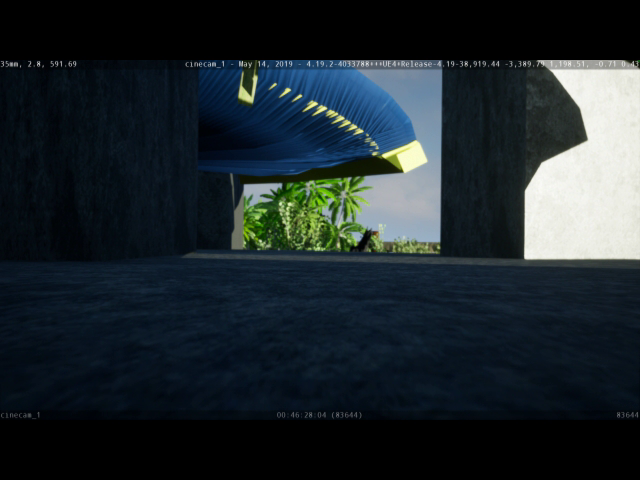 35mm, 2.8, 591.69
cinecam_1 - May 14, 2019 - 4.19.2-4033788+++UE4+Release-4.19-38,919.44 -3,389.79 1,198.51, -0.71 0.43
cinecam_1
00:46:28:04 (83644)
83644